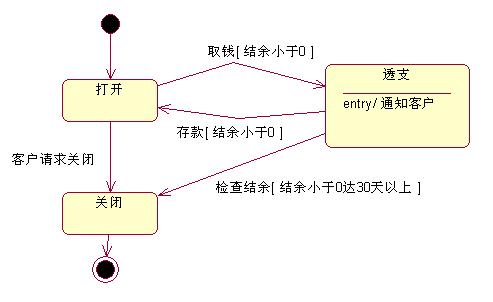 取钱[ 结余小于0 ]
打开
透支
entry/ 通知客户
存款[ 结余小于0 ]
客户请求关闭
检查结余[ 结余小于0达30天以上 ]
关闭